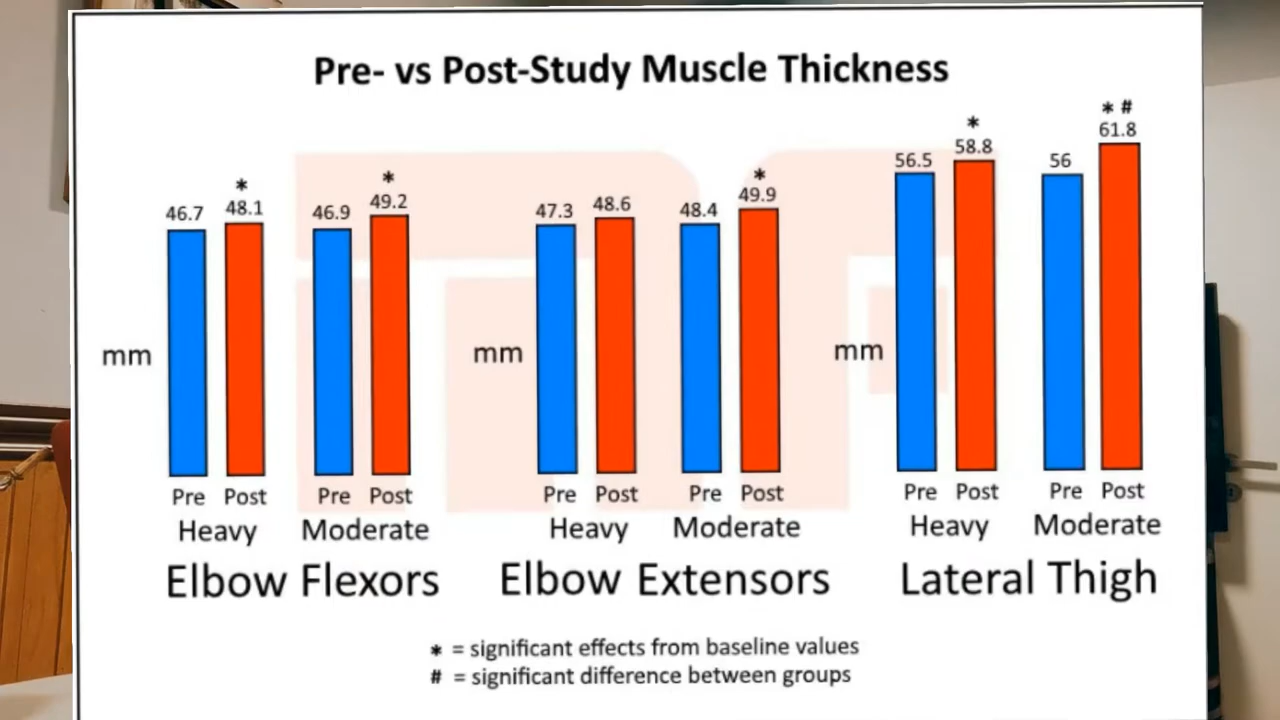 Pre- vs Post-Study Muscle Thickness
* #
* 61.8
56.5 58.8 56
* * *
46.7 48.1 46.9 49.2 47.3 48.6 48.4 49.9
mm mm mm
Pre Post Pre Post Pre Post Pre Post Pre Post Pre Post
Heavy Moderate Heavy Moderate Heavy Moderate
Elbow Flexors Elbow Extensors Lateral Thigh
* = significant effects from baseline values
# = significant difference between groups